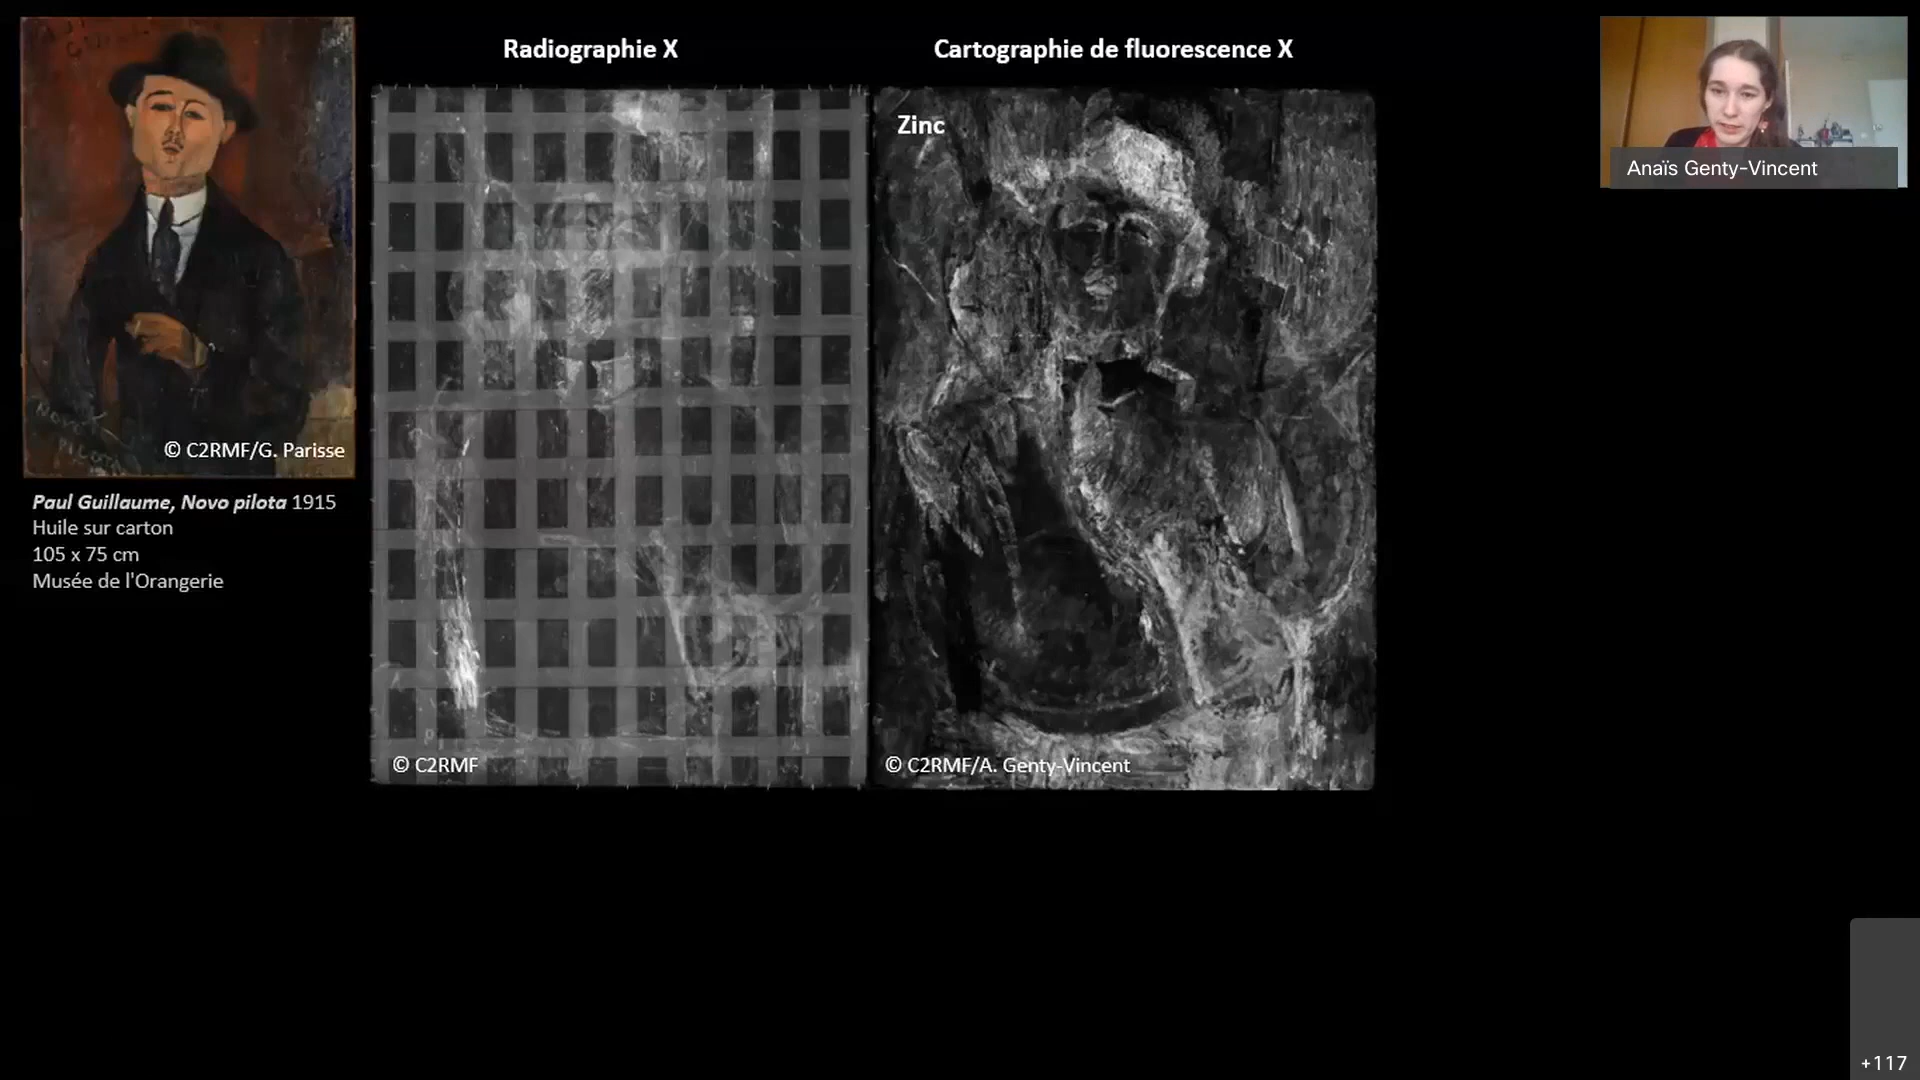 Radiographie X
Cartographie de fluorescence X
Zinc
Anaïs Genty-Vincent
© C2RMF/G. Parisse
Paul Guillaume, Novo pilota 1915
Huile sur carton
105 x 75 cm
Musée de l'Orangerie
© C2RMF
© C2RMF/A. Genty-Vincent
+117